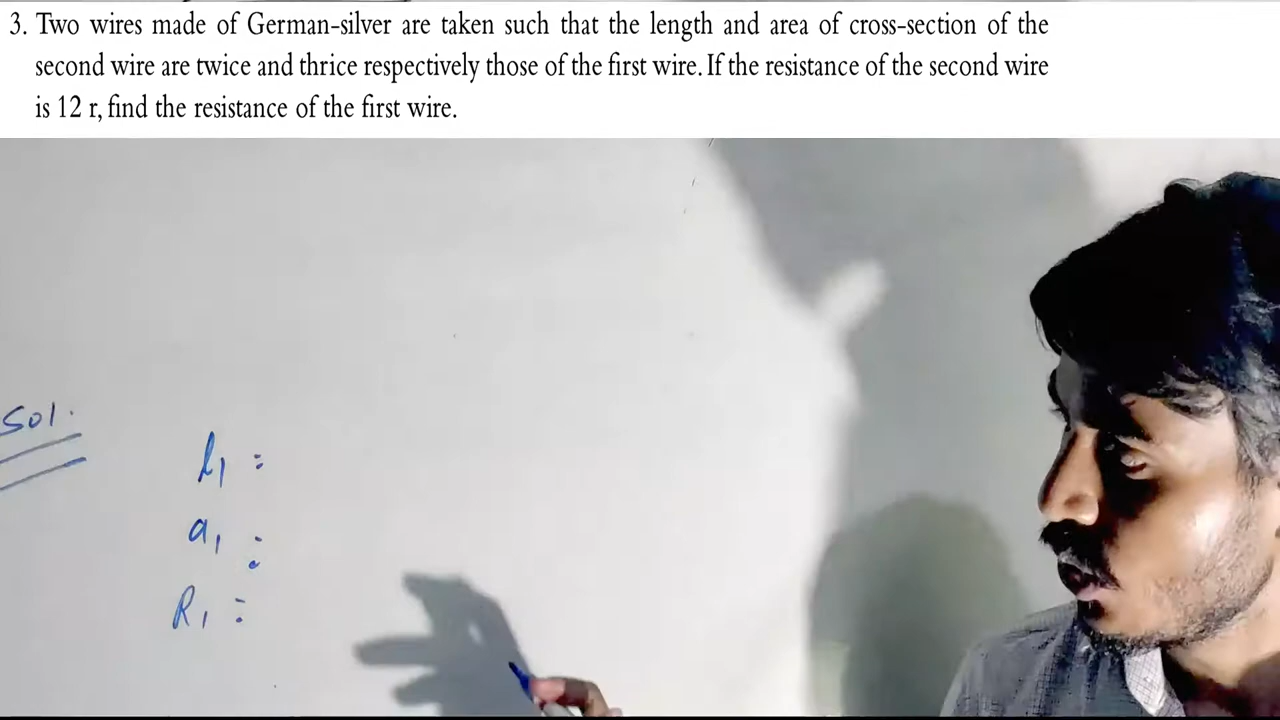 3. Two wires made of German-silver are taken such that the length and area of cross-section of the
second wire are twice and thrice respectively those of the first wire. If the resistance of the second wire
is 12 r, find the resistance of the first wire.
Sol.
l1 :
a1 :
R1 :